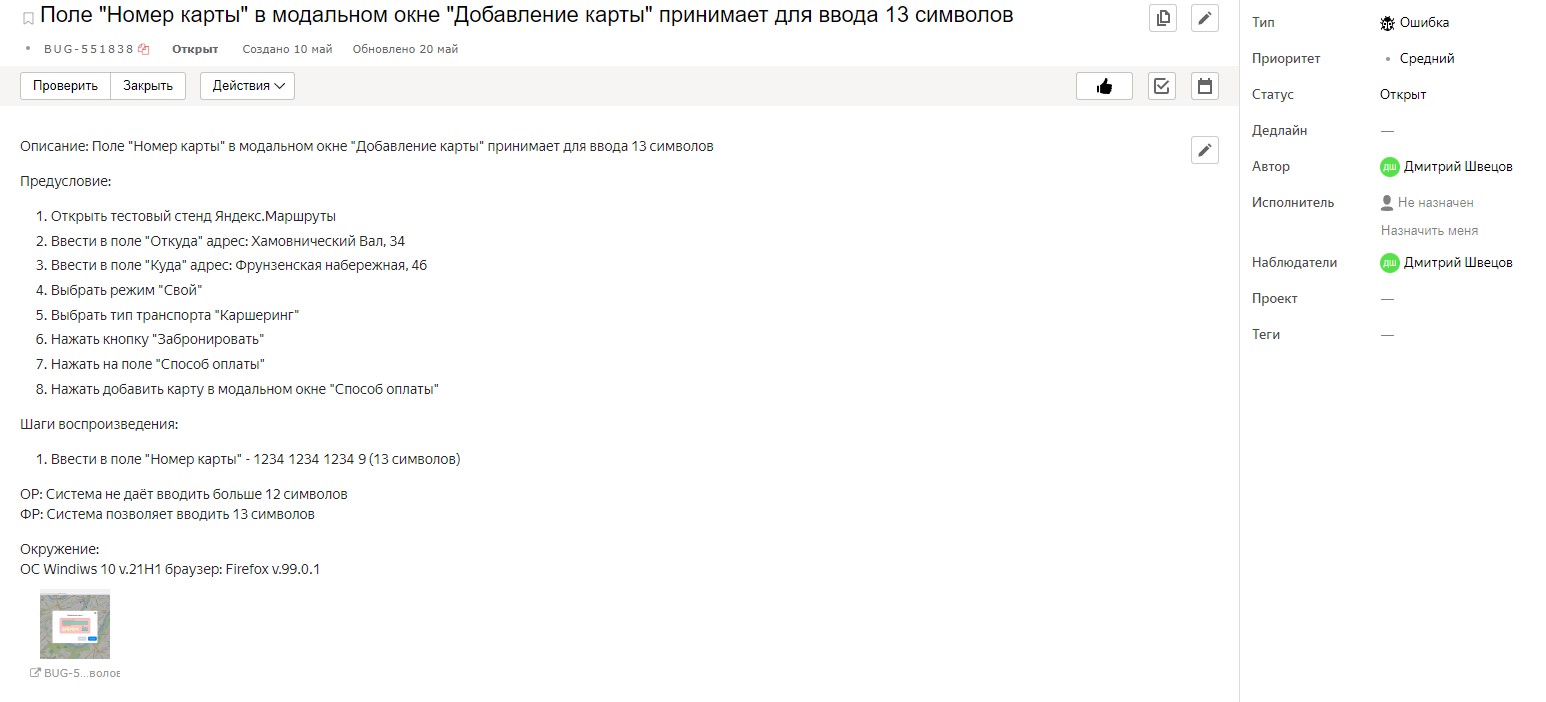 Поле "Номер карты" в модальном окне "Добавление карты" принимает для ввода 13 символов
BUG-551838 Открыт Создано 10 май Обновлено 20 май
Проверить Закрыть Действия
Описание: Поле "Номер карты" в модальном окне "Добавление карты" принимает для ввода 13 символов
Предусловие:
1. Открыть тестовый стенд Яндекс.Маршруты
2. Ввести в поле "Откуда" адрес: Хамовнический Вал, 34
3. Ввести в поле "Куда" адрес: Фрунзенская набережная, 46
4. Выбрать режим "Свой"
5. Выбрать тип транспорта "Каршеринг"
6. Нажать кнопку "Забронировать"
7. Нажать на поле "Способ оплаты"
8. Нажать добавить карту в модальном окне "Способ оплаты"
Шаги воспроизведения:
1. Ввести в поле "Номер карты" - 1234 1234 1234 9 (13 символов)
ОР: Система не даёт вводить больше 12 символов
ФР: Система позволяет вводить 13 символов
Окружение:
ОС Windiws 10 v.21H1 браузер: Firefox v.99.0.1
BUG-5...волов
Тип Ошибка
Приоритет Средний
Статус Открыт
Дедлайн —
Автор ДШ Дмитрий Швецов
Исполнитель Не назначен
Назначить меня
Наблюдатели ДШ Дмитрий Швецов
Проект —
Теги —